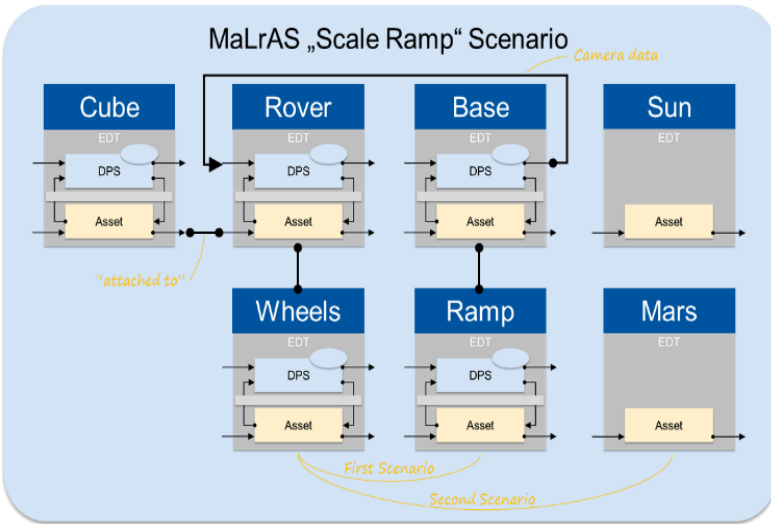 MaLrAS „Scale Ramp“ Scenario
Camera data
Cube
EDT
DPS
Asset
Rover
EDT
DPS
Asset
Base
EDT
DPS
Asset
Sun
EDT
Asset
"attached to"
Wheels
EDT
DPS
Asset
Ramp
EDT
DPS
Asset
Mars
EDT
Asset
First Scenario
Second Scenario